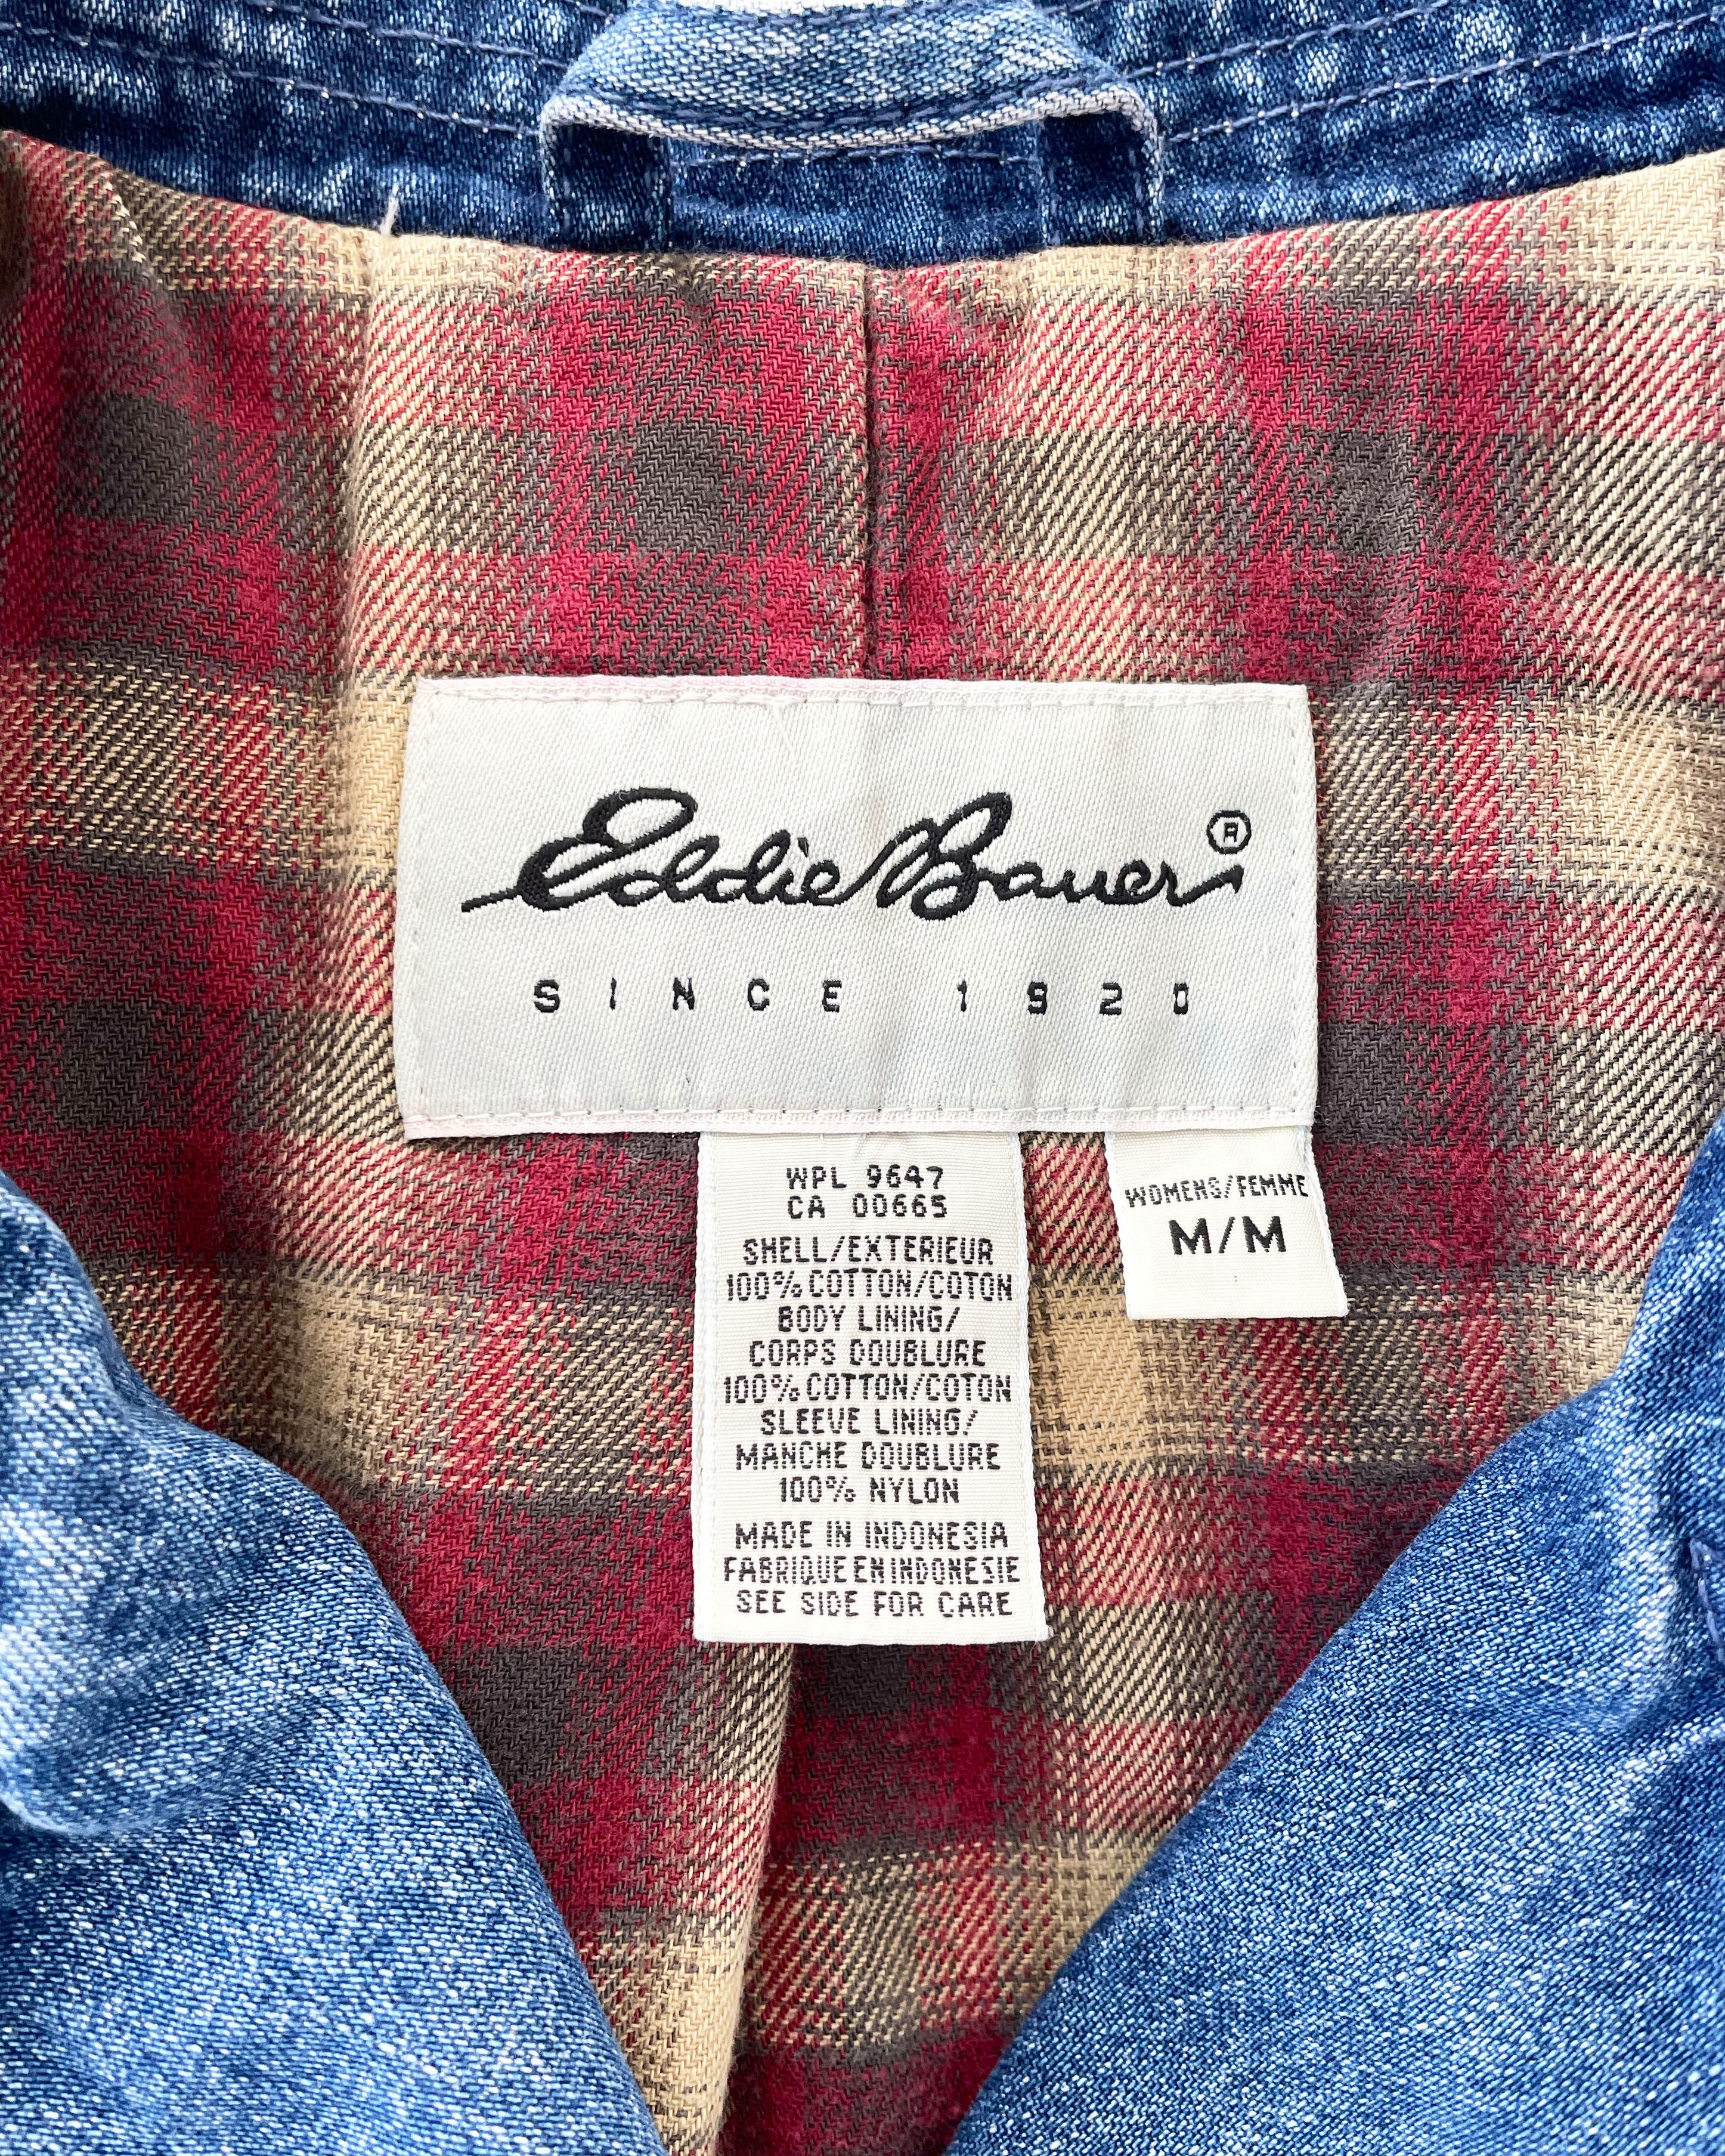 Eddie Bauer ®
SINCE 1920
WPL 9647
CA 00665
SHELL/EXTERIEUR
100% COTTON/COTON
BODY LINING/
CORPS DOUBLURE
100% COTTON/COTON
SLEEVE LINING/
MANCHE DOUBLURE
100% NYLON
MADE IN INDONESIA
FABRIQUE EN INDONESIE
SEE SIDE FOR CARE
WOMENS/FEMME
M/M